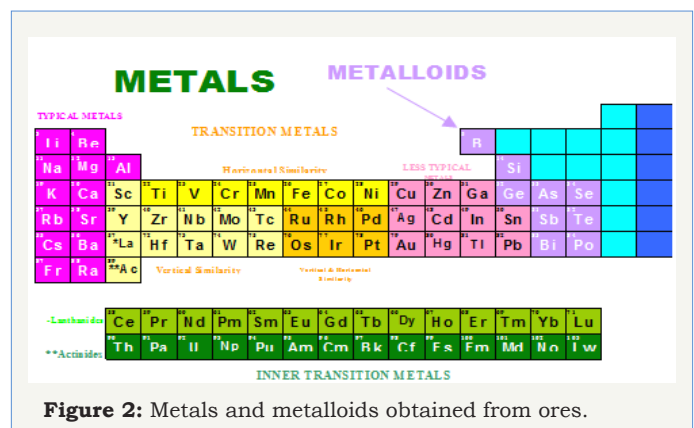 METALS
METALLOIDS
TYPICAL METALS
TRANSITION METALS
Li Be B
Na Mg Al Horizontal Similarity LESS TYPICAL METALS Si
K Ca Sc Ti V Cr Mn Fe Co Ni Cu Zn Ga Ge As Se
Rb Sr Y Zr Nb Mo Tc Ru Rh Pd Ag Cd In Sn Sb Te
Cs Ba *La Hf Ta W Re Os Ir Pt Au Hg Tl Pb Bi Po
Fr Ra **Ac Vertical Similarity Vertical & Horizontal
Similarity
-Lanthanides Ce Pr Nd Pm Sm Eu Gd Tb Dy Ho Er Tm Yb Lu
**Actinides Th Pa U Np Pu Am Cm Bk Cf Es Fm Md No Lw
INNER TRANSITION METALS
Figure 2: Metals and metalloids obtained from ores.